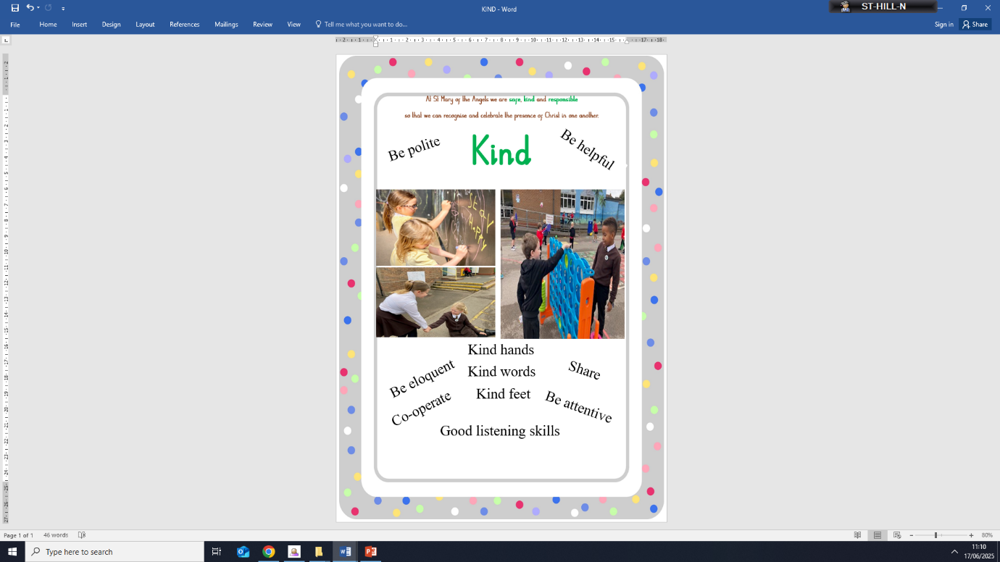 KIND - Word
ST-HILL-N
File Home Insert Design Layout References Mailings Review View Tell me what you want to do... Sign in Share
At St Mary of the Angels we are safe, kind and responsible
so that we can recognise and celebrate the presence of Christ in one another.
Be polite
Kind
Be helpful
Stay
Happy
Kind hands
Be eloquent
Kind words
Share
Co-operate
Kind feet
Be attentive
Good listening skills
Page 1 of 1 46 words 80%
Type here to search
11:10
17/06/2025